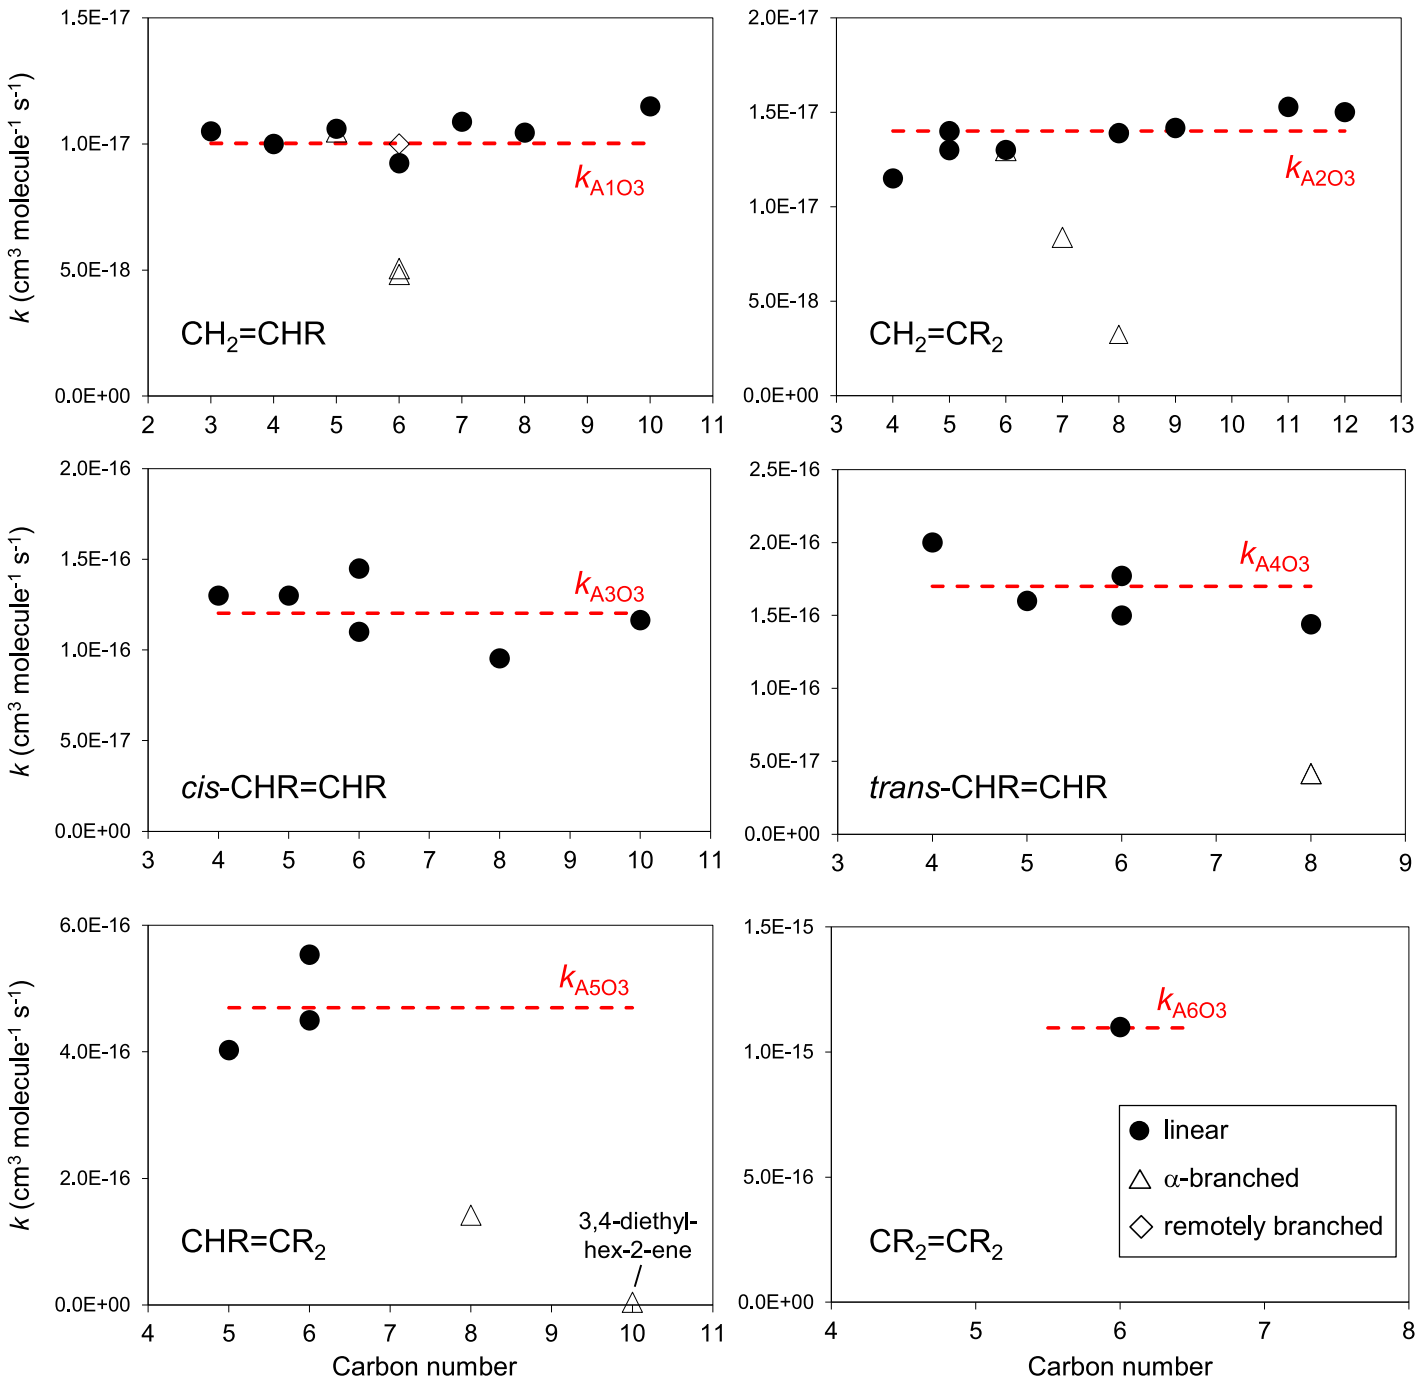 k (cm³ molecule⁻¹ s⁻¹)
1.5E-17
1.0E-17
5.0E-18
0.0E+00
2 3 4 5 6 7 8 9 10 11
kA1O3
CH₂=CHR
2.0E-17
1.5E-17
1.0E-17
5.0E-18
0.0E+00
3 4 5 6 7 8 9 10 11 12 13
kA2O3
CH₂=CR₂
k (cm³ molecule⁻¹ s⁻¹)
2.0E-16
1.5E-16
1.0E-16
5.0E-17
0.0E+00
3 4 5 6 7 8 9 10 11
kA3O3
cis-CHR=CHR
2.5E-16
2.0E-16
1.5E-16
1.0E-16
5.0E-17
0.0E+00
3 4 5 6 7 8 9
kA4O3
trans-CHR=CHR
k (cm³ molecule⁻¹ s⁻¹)
6.0E-16
4.0E-16
2.0E-16
0.0E+00
4 5 6 7 8 9 10 11
kA5O3
3,4-diethyl-
hex-2-ene
CHR=CR₂
Carbon number
1.5E-15
1.0E-15
5.0E-16
0.0E+00
4 5 6 7 8
kA6O3
CR₂=CR₂
linear
α-branched
remotely branched
Carbon number